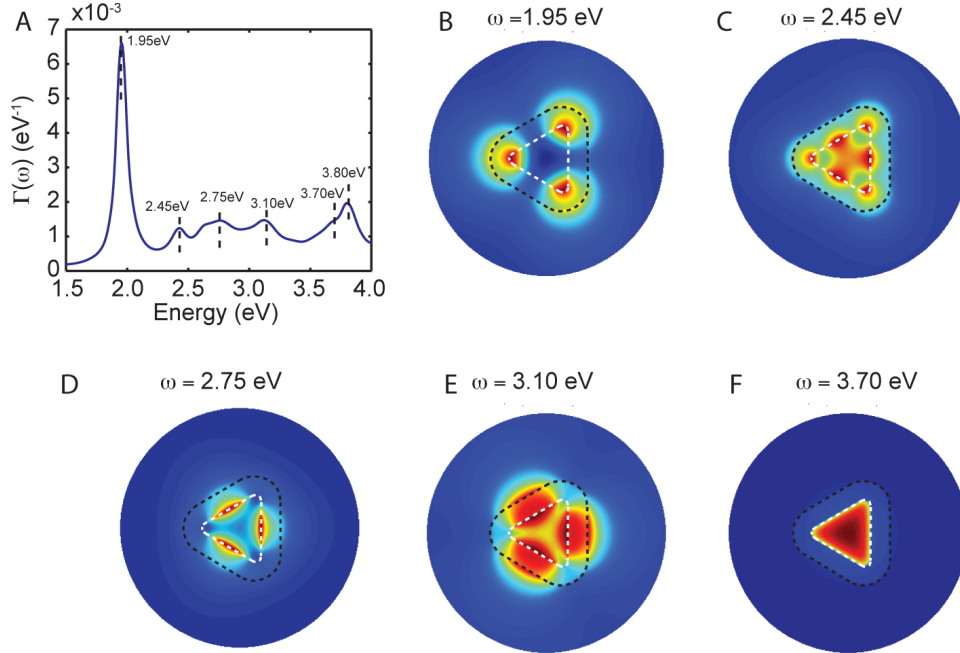 A
x10⁻³
7
6
5
4
3
2
1
0
Γ(ω) (eV⁻¹)
1.95eV
2.45eV
2.75eV
3.10eV
3.70eV
3.80eV
1.5 2.0 2.5 3.0 3.5 4.0
Energy (eV)
B ω =1.95 eV
C ω = 2.45 eV
D ω = 2.75 eV
E ω = 3.10 eV
F ω = 3.70 eV